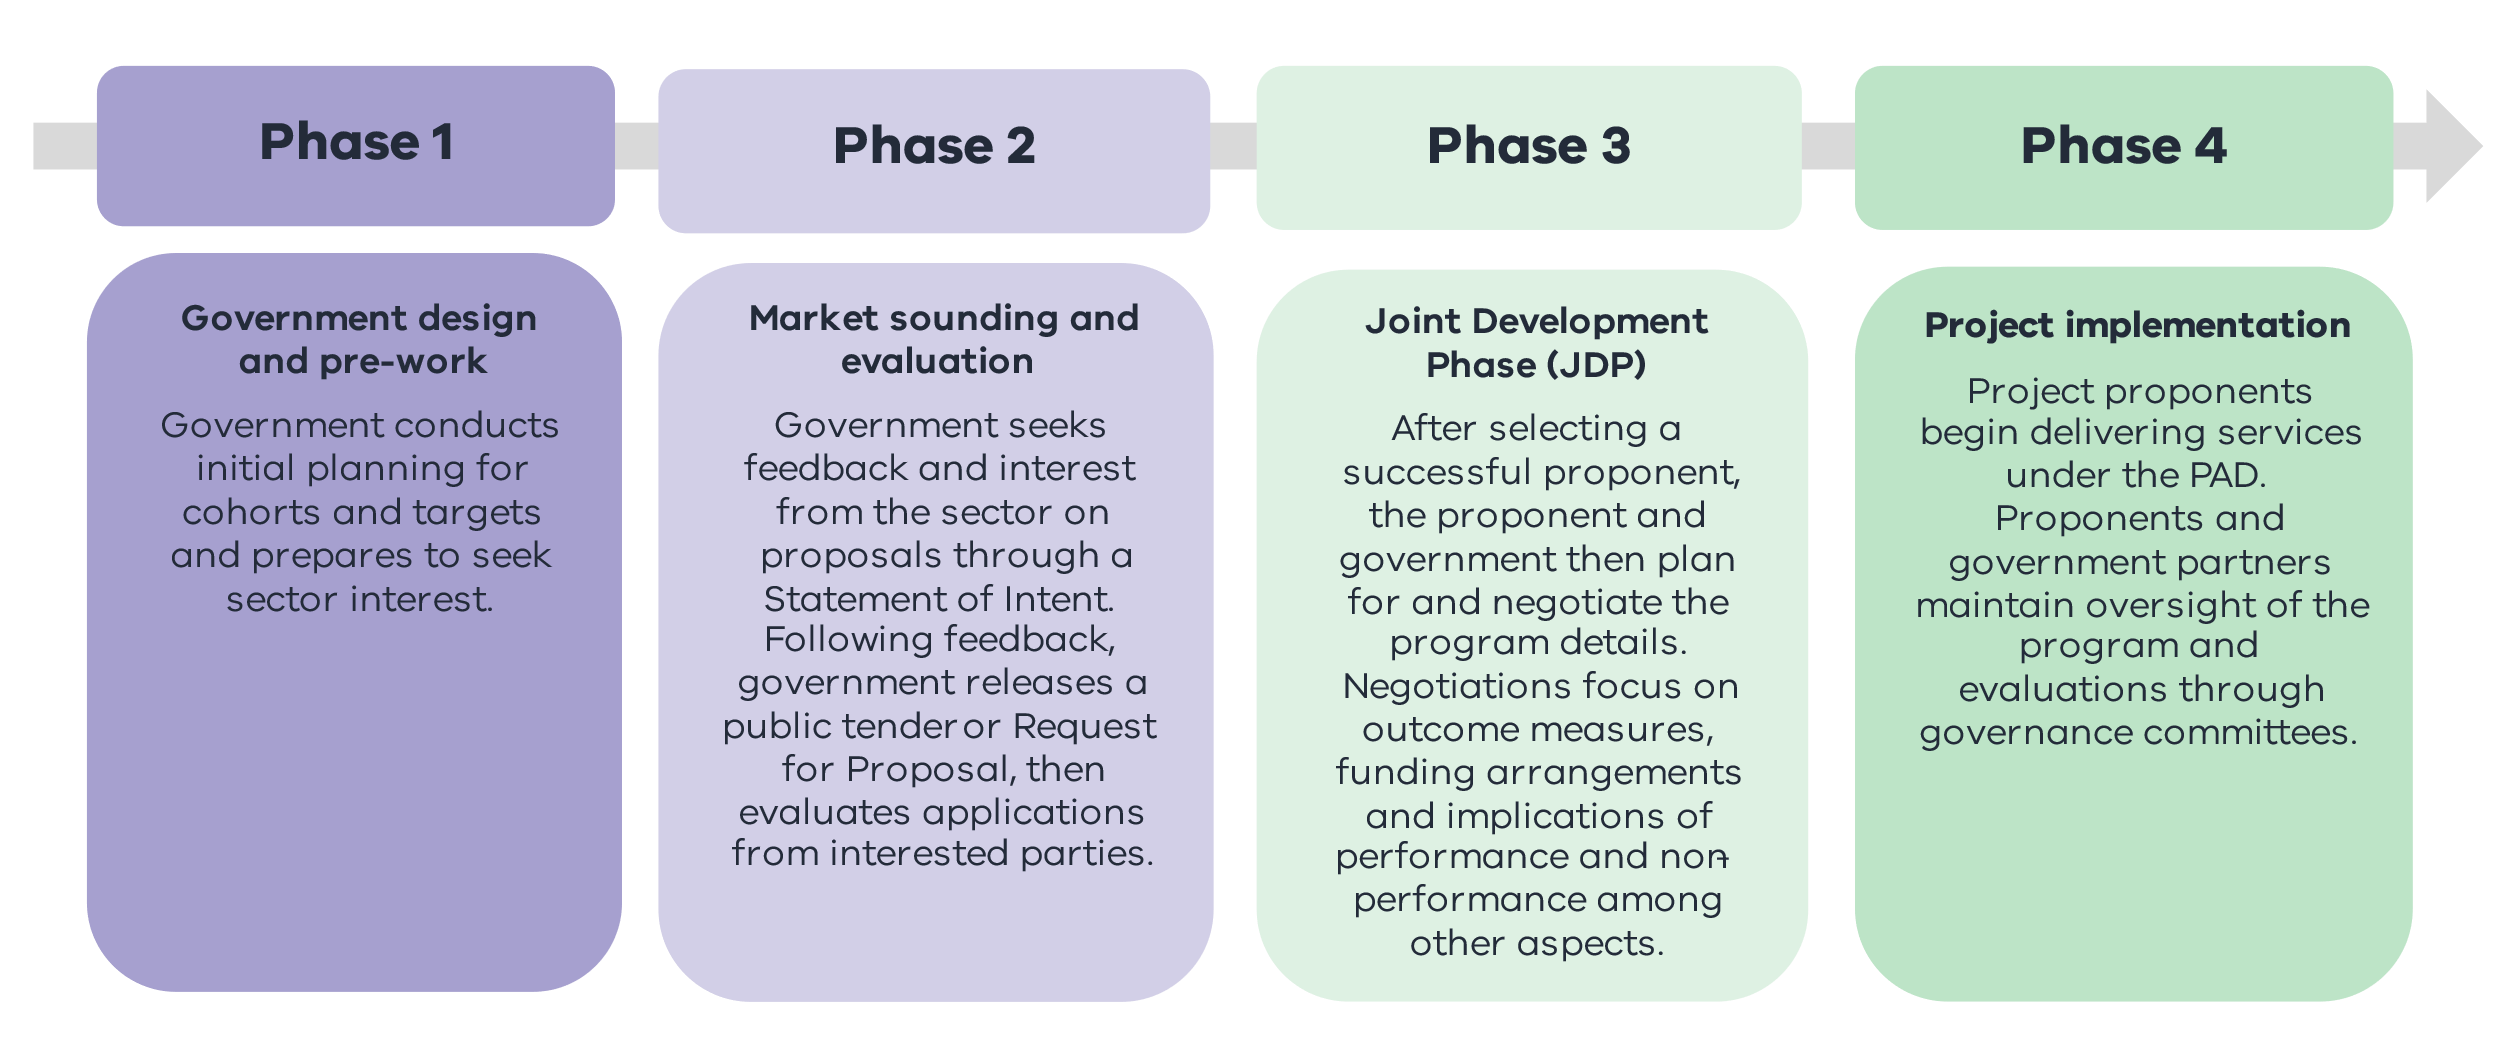 Phase 1
Government design
and pre-work
Government conducts
initial planning for
cohorts and targets
and prepares to seek
sector interest.
Phase 2
Market sounding and
evaluation
Government seeks
feedback and interest
from the sector on
proposals through a
Statement of Intent.
Following feedback,
government releases a
public tender or Request
for Proposal, then
evaluates applications
from interested parties.
Phase 3
Joint Development
Phase (JDP)
After selecting a
successful proponent,
the proponent and
government then plan
for and negotiate the
program details.
Negotiations focus on
outcome measures,
funding arrangements
and implications of
performance and non-
performance among
other aspects.
Phase 4
Project implementation
Project proponents
begin delivering services
under the PAD.
Proponents and
government partners
maintain oversight of the
program and
evaluations through
governance committees.